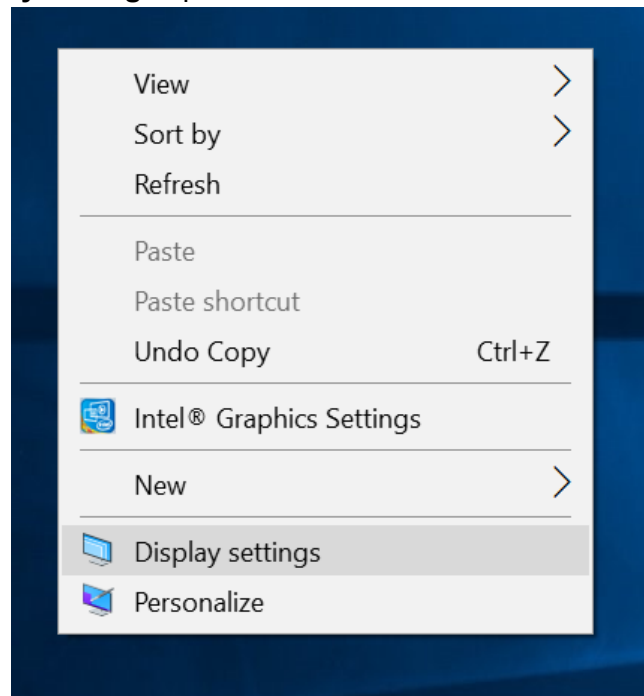 View
Sort by
Refresh
Paste
Paste shortcut
Undo Copy Ctrl+Z
Intel® Graphics Settings
New
Display settings
Personalize